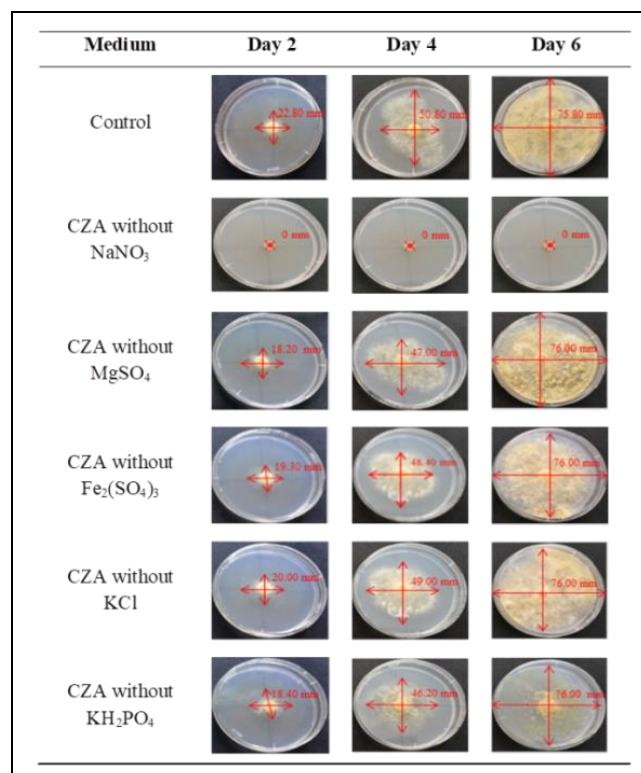 Medium Day 2 Day 4 Day 6
Control
22.80 mm 50.80 mm 75.80 mm
CZA without
NaNO₃
0 mm 0 mm 0 mm
CZA without
MgSO₄
18.20 mm 47.00 mm 76.00 mm
CZA without
Fe₂(SO₄)₃
19.30 mm 48.40 mm 76.00 mm
CZA without
KCl
20.00 mm 49.00 mm 76.00 mm
CZA without
KH₂PO₄
18.40 mm 46.20 mm 76.00 mm